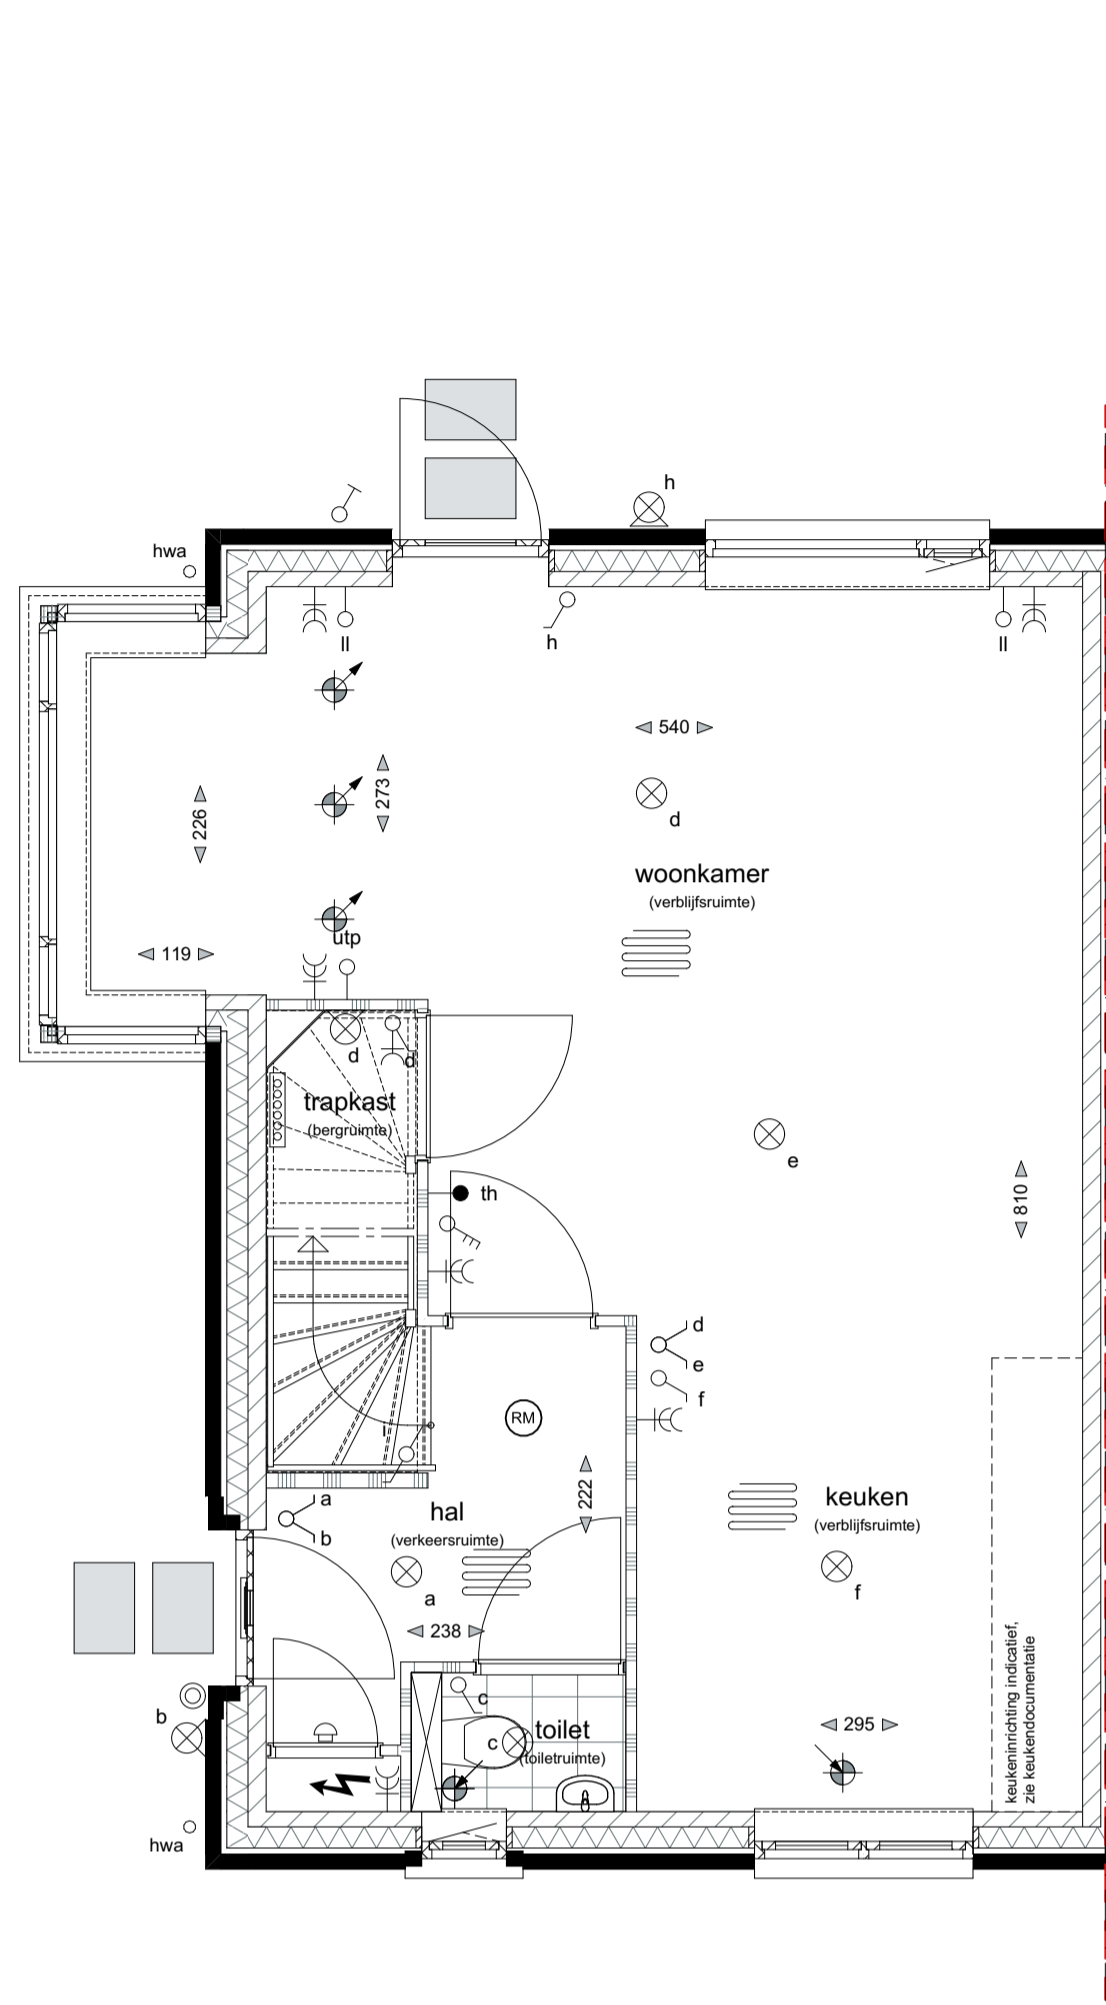 h
hwa
ll
h
ll
540
273
226
d
woonkamer
(verblijfsruimte)
utp
119
d
d
trapkast
(bergruimte)
e
th
810
d
e
f
RM
222
keuken
(verblijfsruimte)
a
b
hal
(verkeersruimte)
a
f
238
keukeninrichting indicatief,
zie keukendocumentatie
c
b
toilet
(toiletruimte)
c
295
hwa